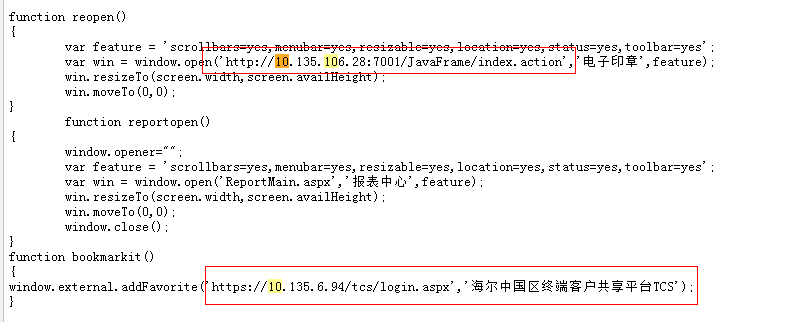 function reopen()
{
var feature = 'scrollbars=yes,menubar=yes,resizable=yes,location=yes,status=yes,toolbar=yes';
var win = window.open('http://10.135.106.28:7001/JavaFrame/index.action','电子印章',feature);
win.resizeTo(screen.width,screen.availHeight);
win.moveTo(0,0);
}
function reportopen()
{
window.opener="";
var feature = 'scrollbars=yes,menubar=yes,resizable=yes,location=yes,status=yes,toolbar=yes';
var win = window.open('ReportMain.aspx','报表中心',feature);
win.resizeTo(screen.width,screen.availHeight);
win.moveTo(0,0);
window.close();
}
function bookmarkit()
{
window.external.addFavorite('https://10.135.6.94/tcs/login.aspx','海尔中国区终端客户共享平台TCS');
}